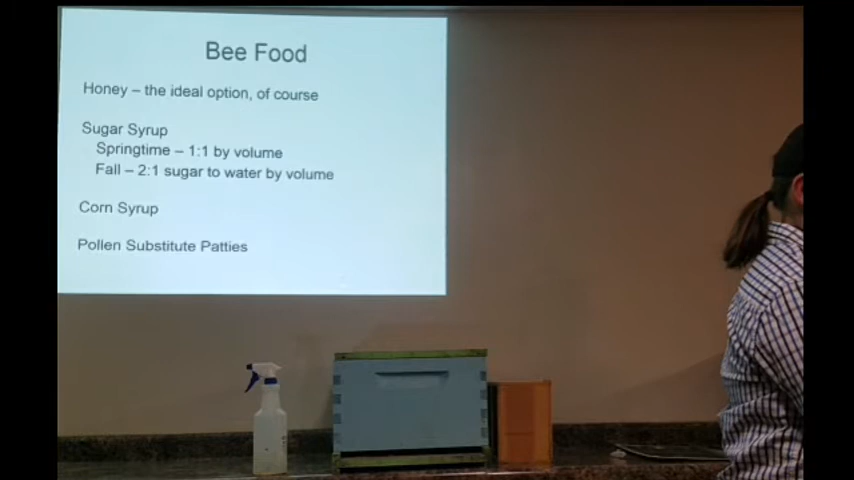 Bee Food
Honey – the ideal option, of course
Sugar Syrup
Springtime – 1:1 by volume
Fall – 2:1 sugar to water by volume
Corn Syrup
Pollen Substitute Patties